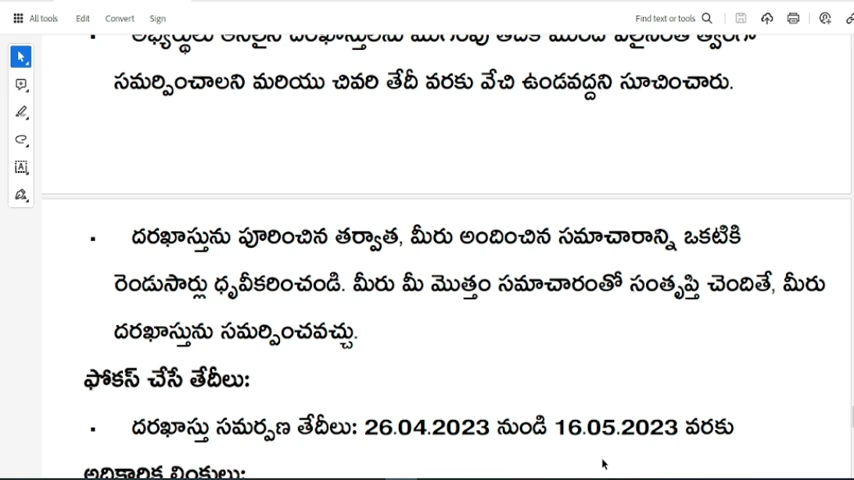 All tools Edit Convert Sign Find text or tools
సమర్పించాలని మరియు చివరి తేదీ వరకు వేచి ఉండవద్దని సూచించారు.
▪ దరఖాస్తును పూరించిన తర్వాత, మీరు అందించిన సమాచారాన్ని ఒకటికి
రెండుసార్లు ధృవీకరించండి. మీరు మీ మొత్తం సమాచారంతో సంతృప్తి చెందితే, మీరు
దరఖాస్తును సమర్పించవచ్చు.
ఫోకస్ చేసే తేదీలు:
▪ దరఖాస్తు సమర్పణ తేదీలు: 26.04.2023 నుండి 16.05.2023 వరకు
అధికారిక లింకులు: